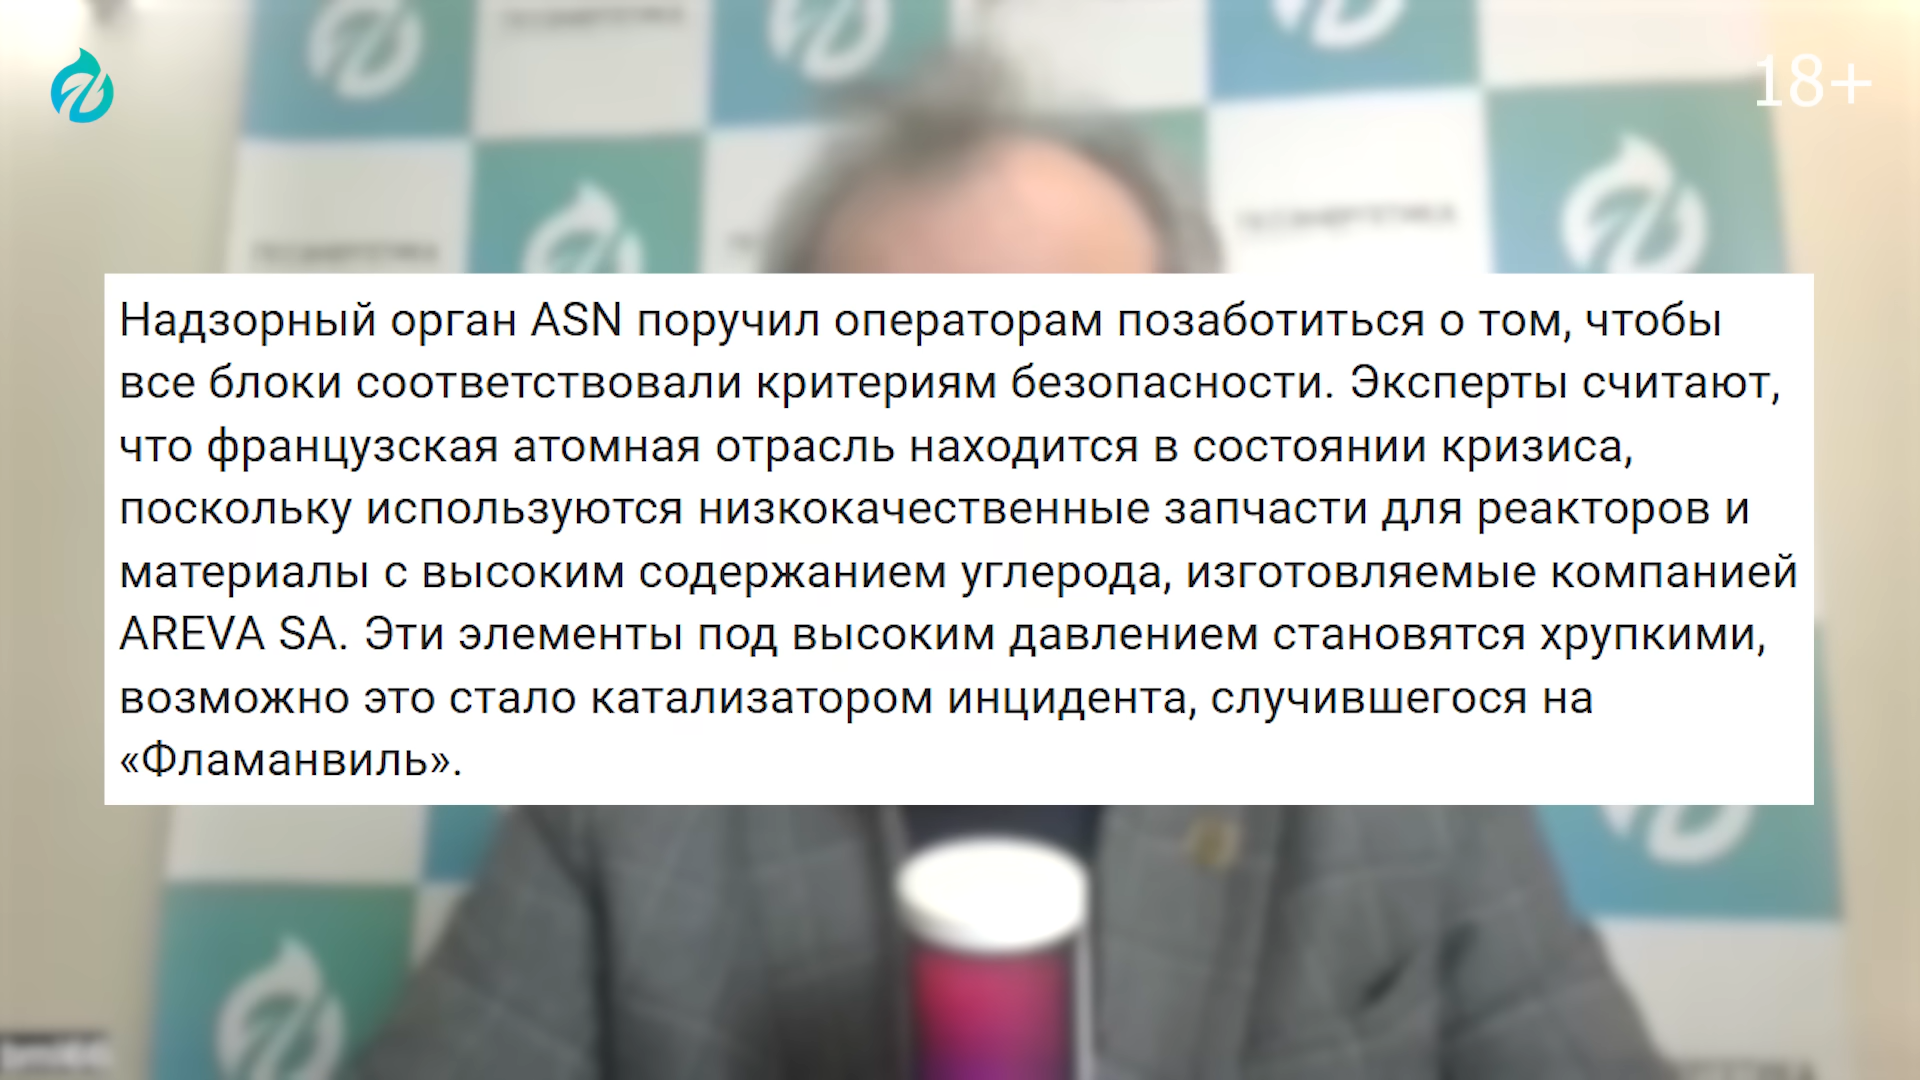 18+
Надзорный орган ASN поручил операторам позаботиться о том, чтобы
все блоки соответствовали критериям безопасности. Эксперты считают,
что французская атомная отрасль находится в состоянии кризиса,
поскольку используются низкокачественные запчасти для реакторов и
материалы с высоким содержанием углерода, изготовляемые компанией
AREVA SA. Эти элементы под высоким давлением становятся хрупкими,
возможно это стало катализатором инцидента, случившегося на
«Фламанвиль».